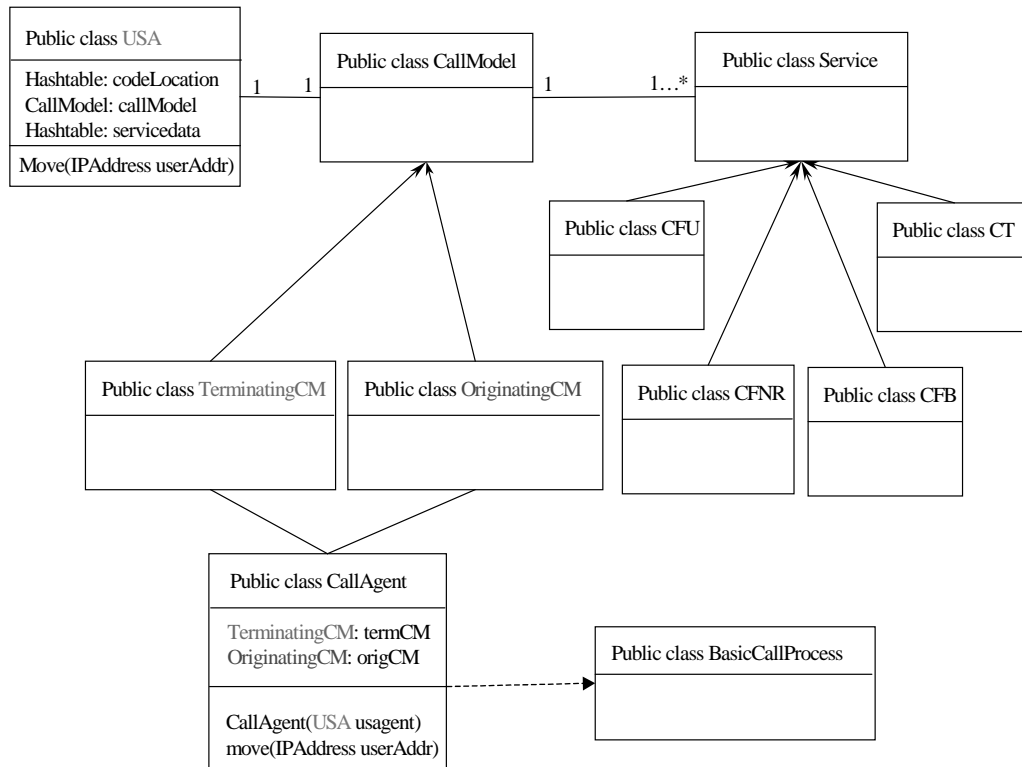 Public class USA
Hashtable: codeLocation
CallModel: callModel
Hashtable: servicedata
Move(IPAddress userAddr)
1
1
Public class CallModel
1
1…*
Public class Service
Public class CFU
Public class CT
Public class TerminatingCM
Public class OriginatingCM
Public class CFNR
Public class CFB
Public class CallAgent
TerminatingCM: termCM
OriginatingCM: origCM
CallAgent(USA usagent)
move(IPAddress userAddr)
Public class BasicCallProcess